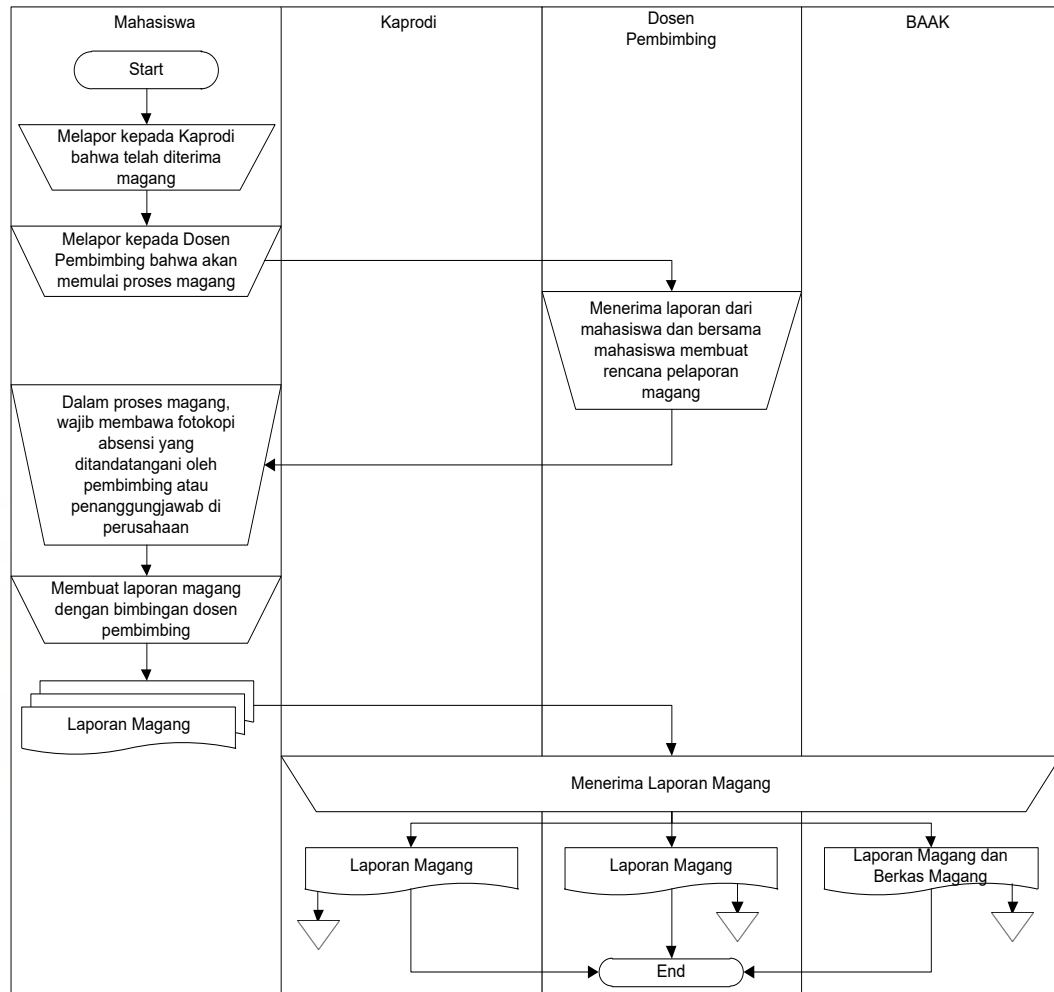 Mahasiswa
Kaprodi
Dosen
Pembimbing
BAAK
Start
Melapor kepada Kaprodi
bahwa telah diterima
magang
Melapor kepada Dosen
Pembimbing bahwa akan
memulai proses magang
Menerima laporan dari
mahasiswa dan bersama
mahasiswa membuat
rencana pelaporan
magang
Dalam proses magang,
wajib membawa fotokopi
absensi yang
ditandatangani oleh
pembimbing atau
penanggungjawab di
perusahaan
Membuat laporan magang
dengan bimbingan dosen
pembimbing
Laporan Magang
Menerima Laporan Magang
Laporan Magang
Laporan Magang
Laporan Magang dan
Berkas Magang
End